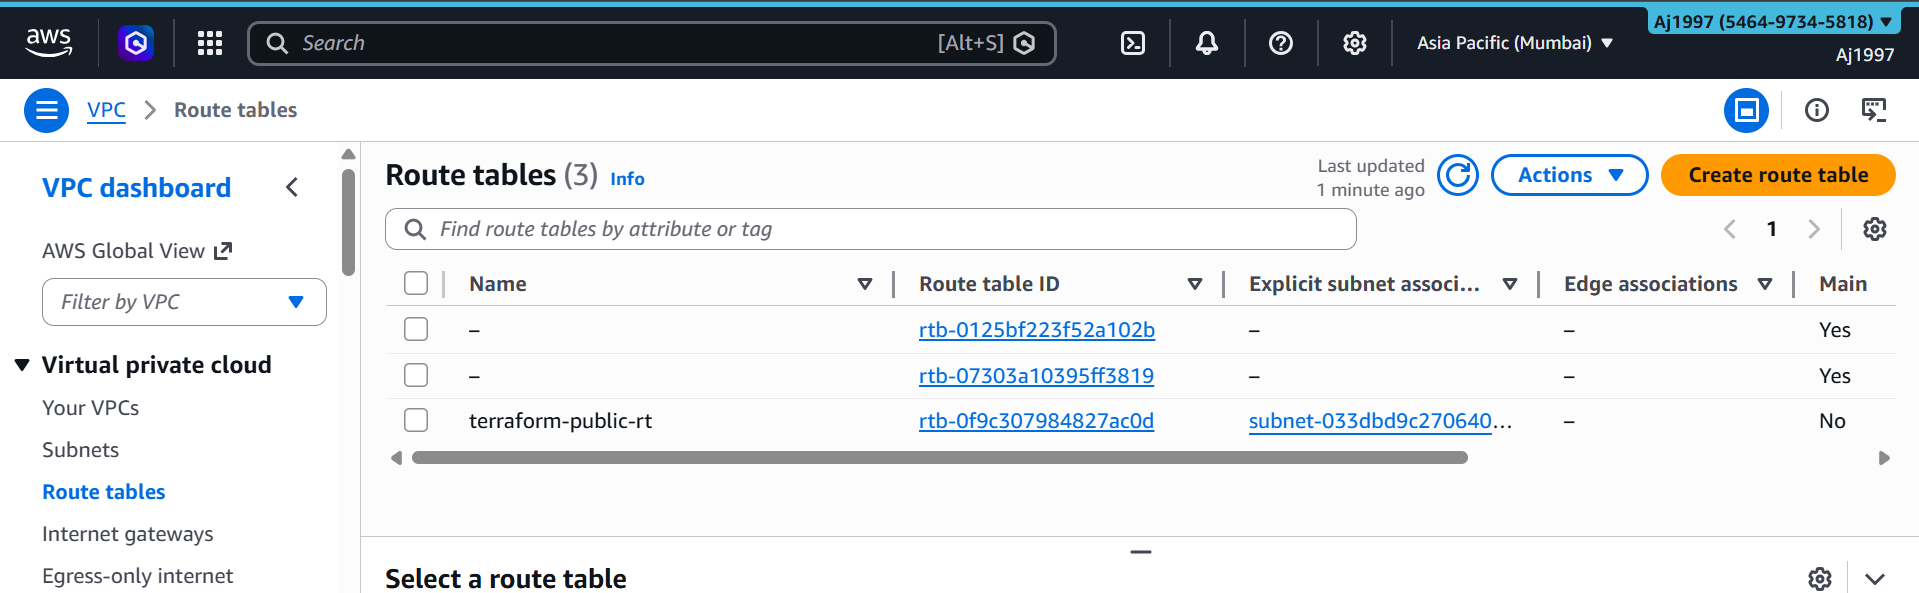 aws
Search
[Alt+S]
Asia Pacific (Mumbai)
Aj1997 (5464-9734-5818)
Aj1997
VPC
Route tables
VPC dashboard
AWS Global View
Filter by VPC
Virtual private cloud
Your VPCs
Subnets
Route tables
Internet gateways
Egress-only internet
Route tables (3) Info
Last updated
1 minute ago
Actions
Create route table
Find route tables by attribute or tag
1
Name Route table ID Explicit subnet associ... Edge associations Main
– rtb-0125bf223f52a102b – – Yes
– rtb-07303a10395ff3819 – – Yes
terraform-public-rt rtb-0f9c307984827ac0d subnet-033dbd9c270640... – No
Select a route table